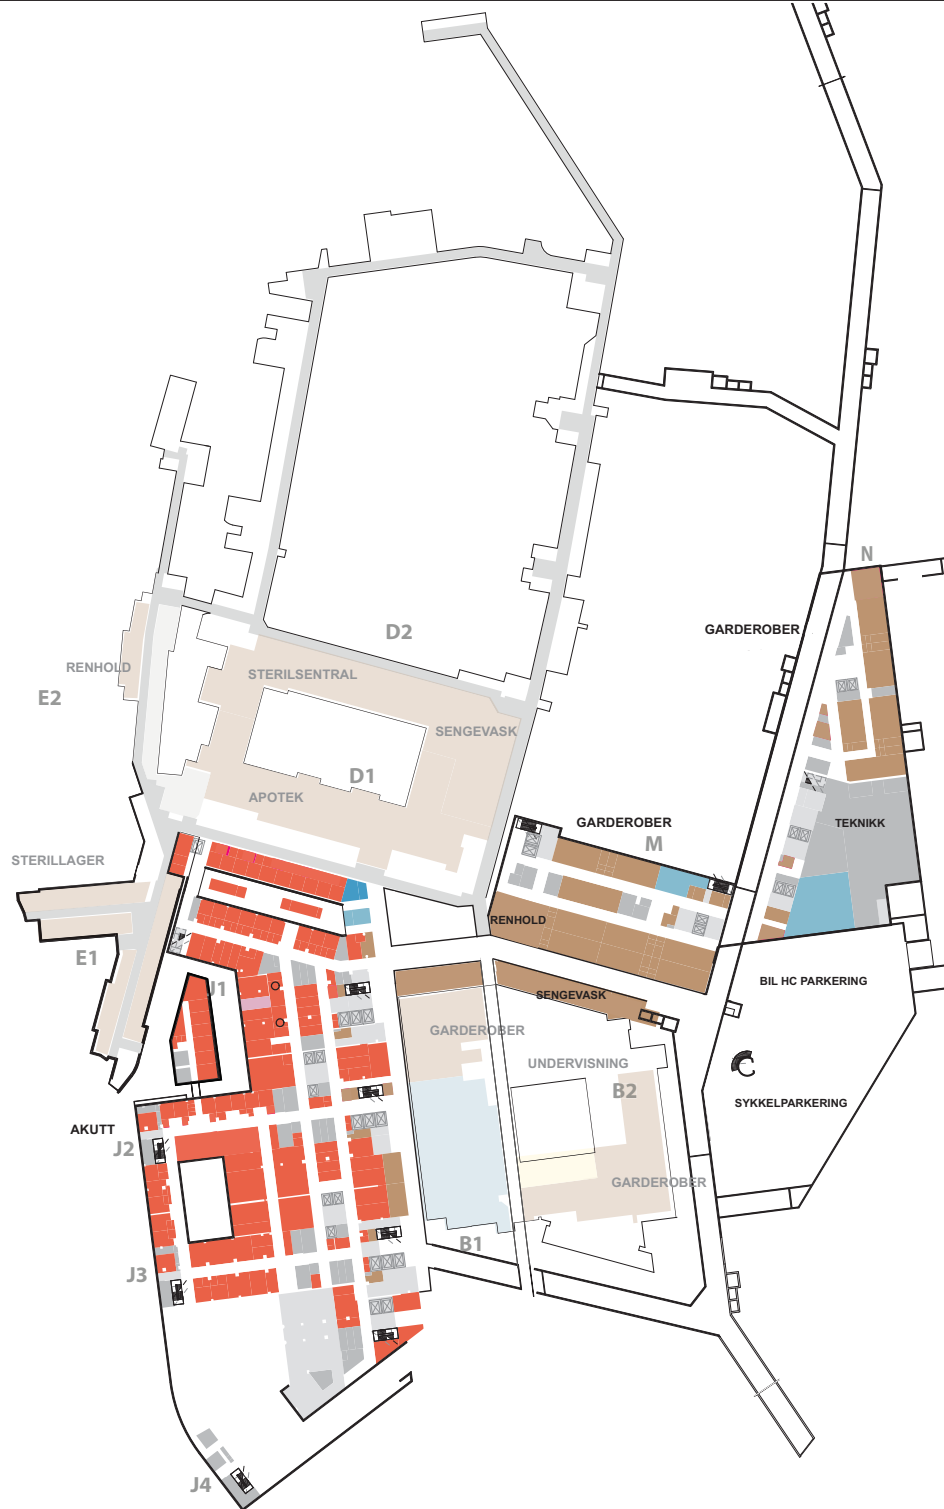 N
GARDEROBER
D2
RENHOLD
STERILSENTRAL
E2
SENGEVASK
D1
APOTEK
GARDEROBER
TEKNIKK
M
STERILLAGER
RENHOLD
E1
BIL HC PARKERING
J1
SENGEVASK
GARDEROBER
UNDERVISNING
B2
SYKKELPARKERING
AKUTT
J2
GARDEROBER
B1
J3
J4